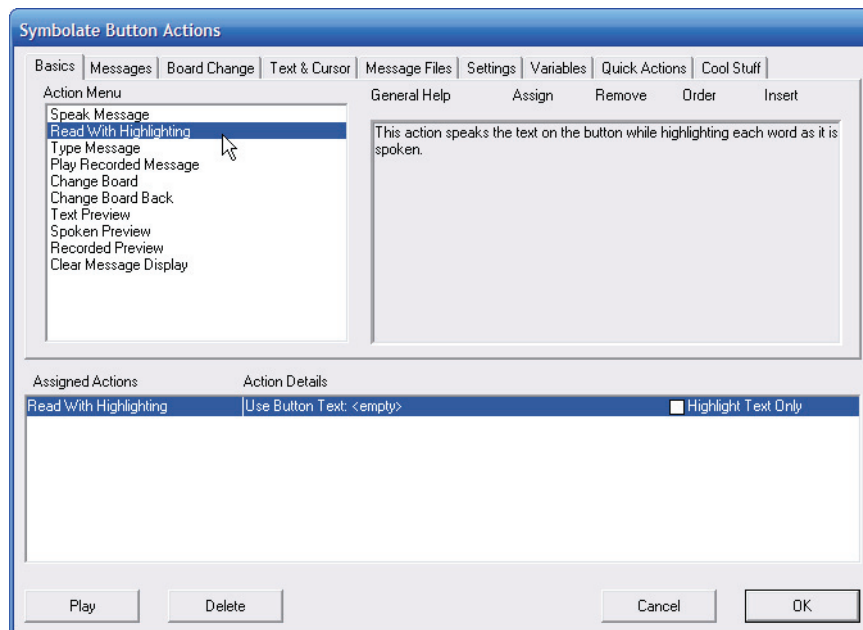 Symbolate Button Actions
Basics Messages Board Change Text & Cursor Message Files Settings Variables Quick Actions Cool Stuff
Action Menu
Speak Message
Read With Highlighting
Type Message
Play Recorded Message
Change Board
Change Board Back
Text Preview
Spoken Preview
Recorded Preview
Clear Message Display
General Help Assign Remove Order Insert
This action speaks the text on the button while highlighting each word as it is
spoken.
Assigned Actions Action Details
Read With Highlighting Use Button Text: <empty> Highlight Text Only
Play Delete Cancel OK